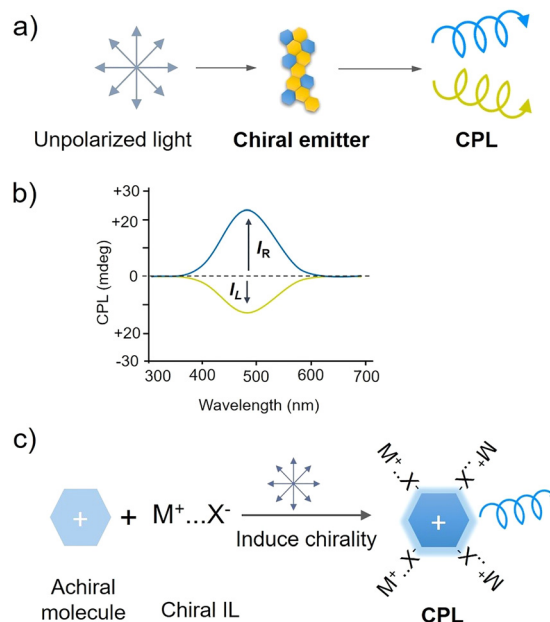 a)
Unpolarized light
Chiral emitter
CPL
b)
CPL (mdeg)
+30
+20
0
+20
-30
I_R
I_L
300 400 500 600 700
Wavelength (nm)
c)
+
+
M⁺...X⁻
Induce chirality
Achiral
molecule
Chiral IL
M⁺...X⁻
M⁺...X⁻
+
M⁺...X⁻
M⁺...X⁻
CPL